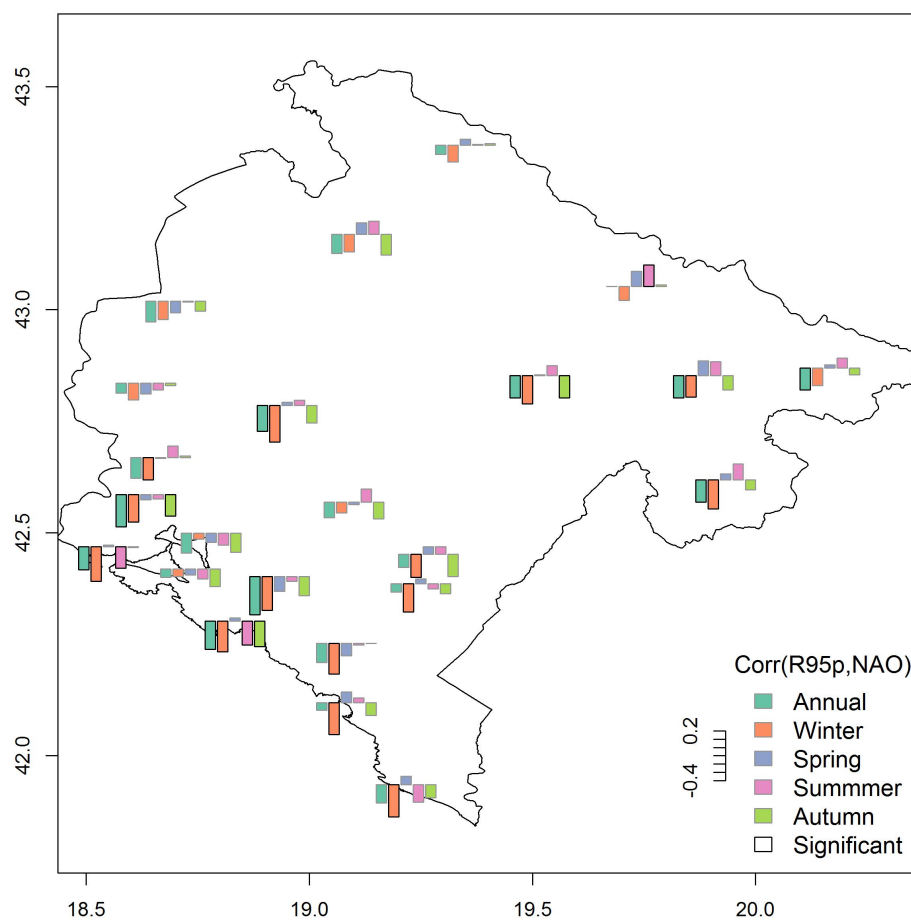 43.5
43.0
42.5
42.0
18.5
19.0
19.5
20.0
Corr(R95p,NAO)
Annual
Winter
Spring
Summmer
Autumn
Significant
0.2
-0.4